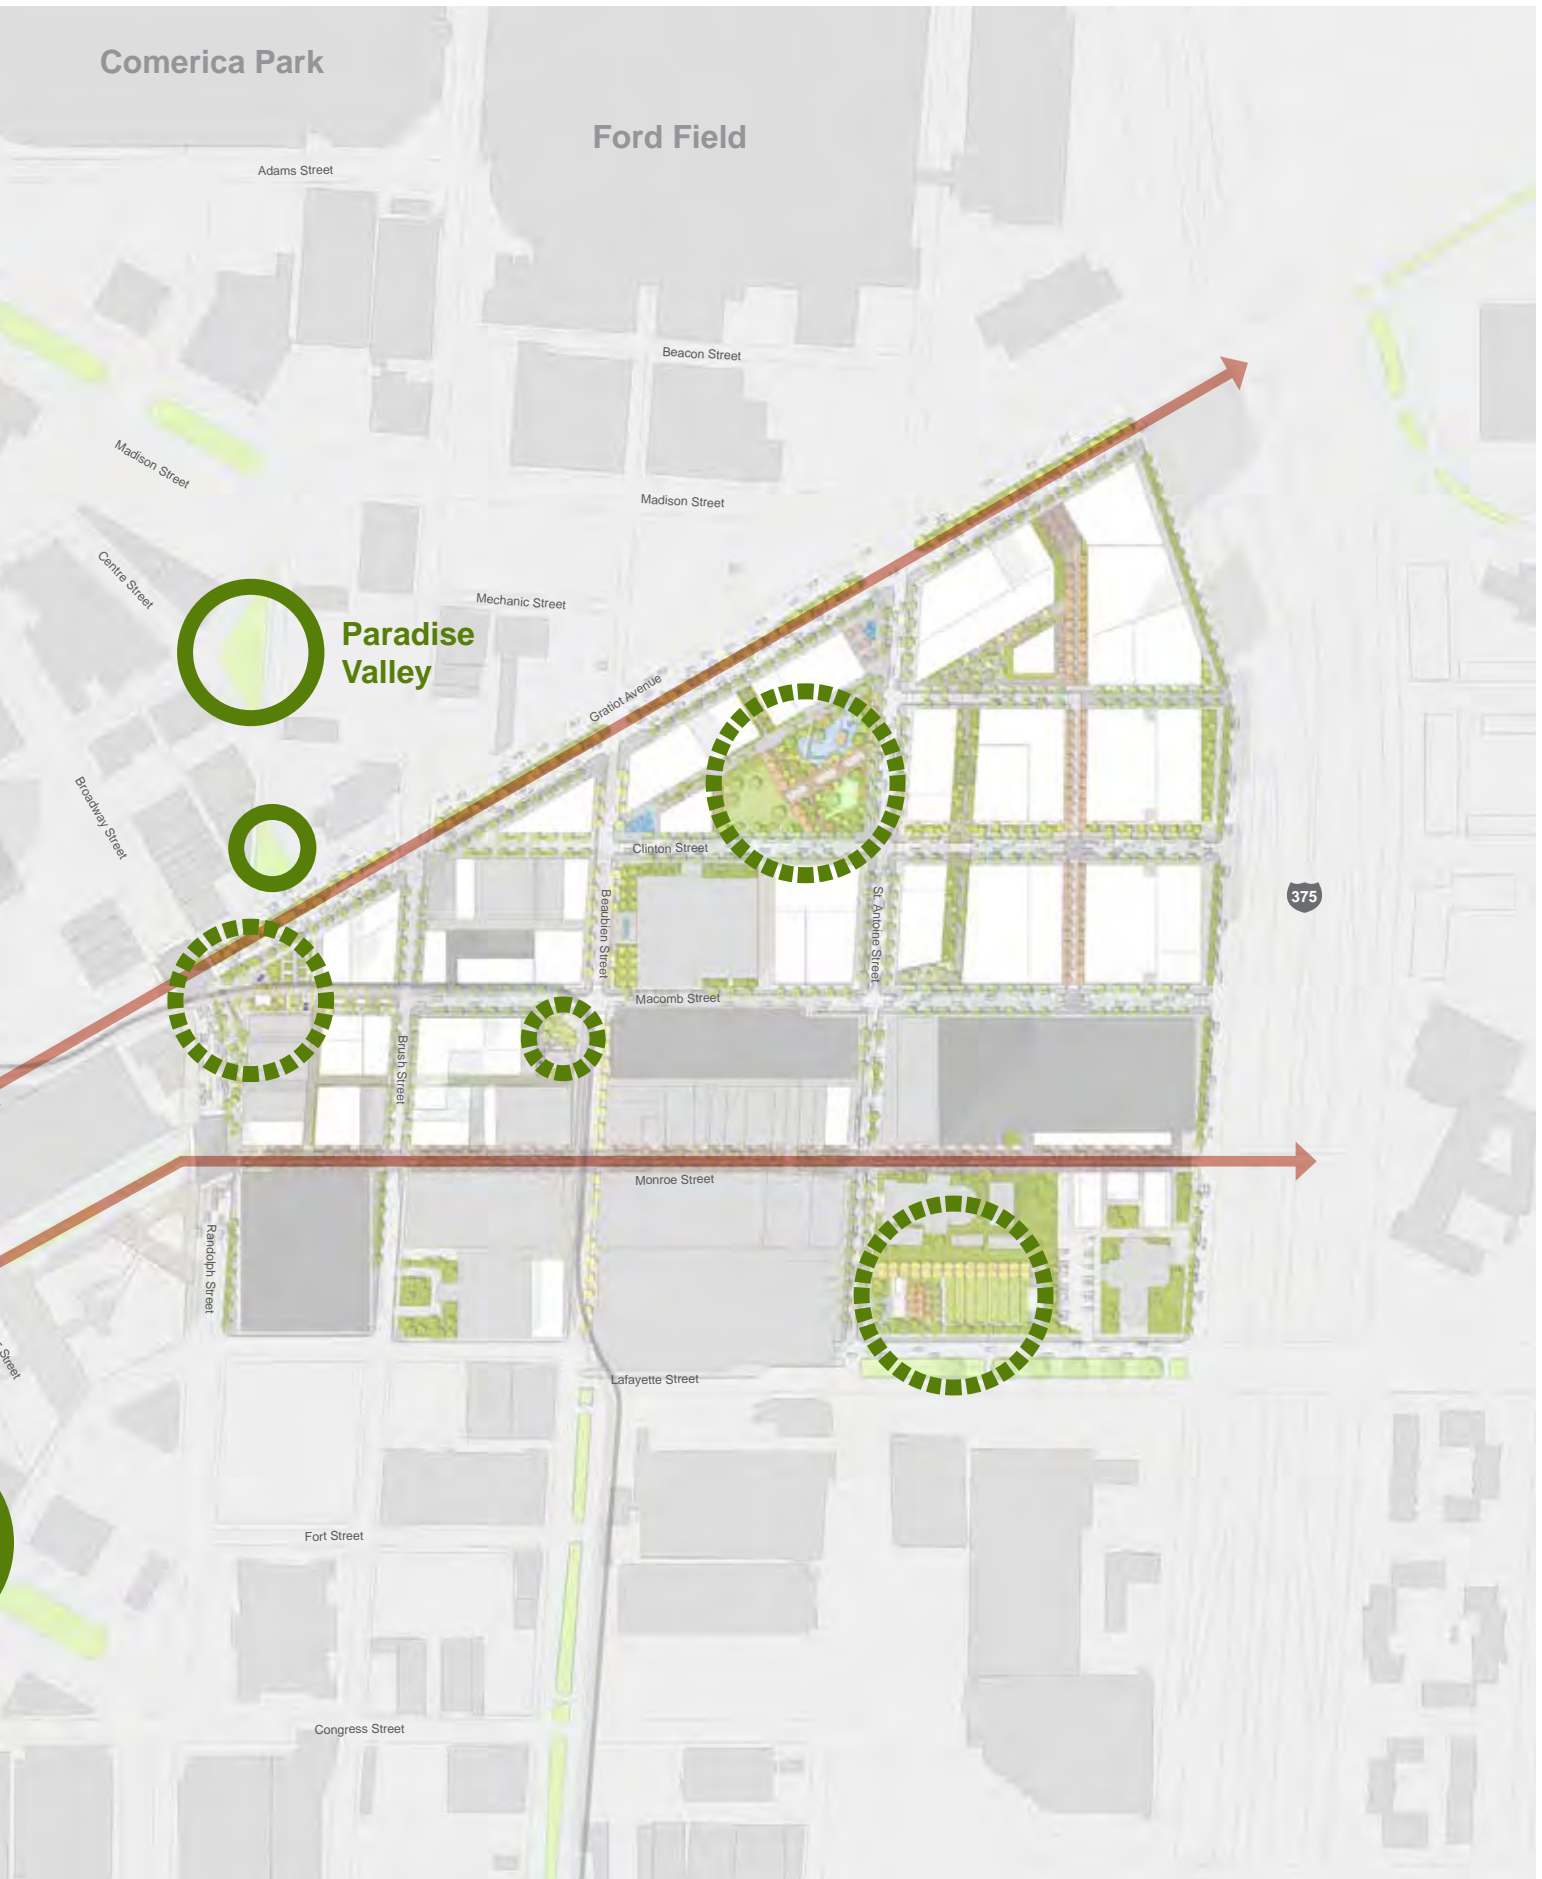 Comerica Park
Ford Field
Adams Street
Beacon Street
Madison Street
Madison Street
Centre Street
Mechanic Street
Paradise
Valley
Gratiot Avenue
Broadway Street
Clinton Street
Beaubien Street
St. Antoine Street
375
Macomb Street
Brush Street
Monroe Street
Randolph Street
Street
Lafayette Street
Fort Street
Congress Street